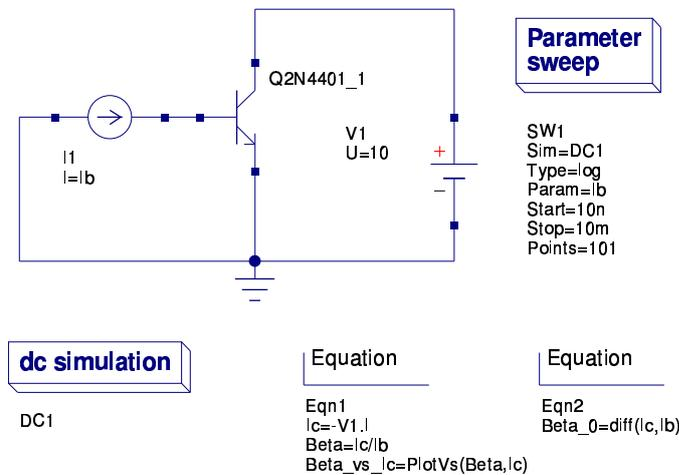 Q2N4401_1
Parameter
sweep
V1
U=10
+
−
I1
I=Ib
SW1
Sim=DC1
Type=log
Param=Ib
Start=10n
Stop=10m
Points=101
dc simulation
DC1
Equation
Eqn1
Ic=-V1.I
Beta=Ic/Ib
Beta_vs_Ic=PlotVs(Beta,Ic)
Equation
Eqn2
Beta_0=diff(Ic,Ib)